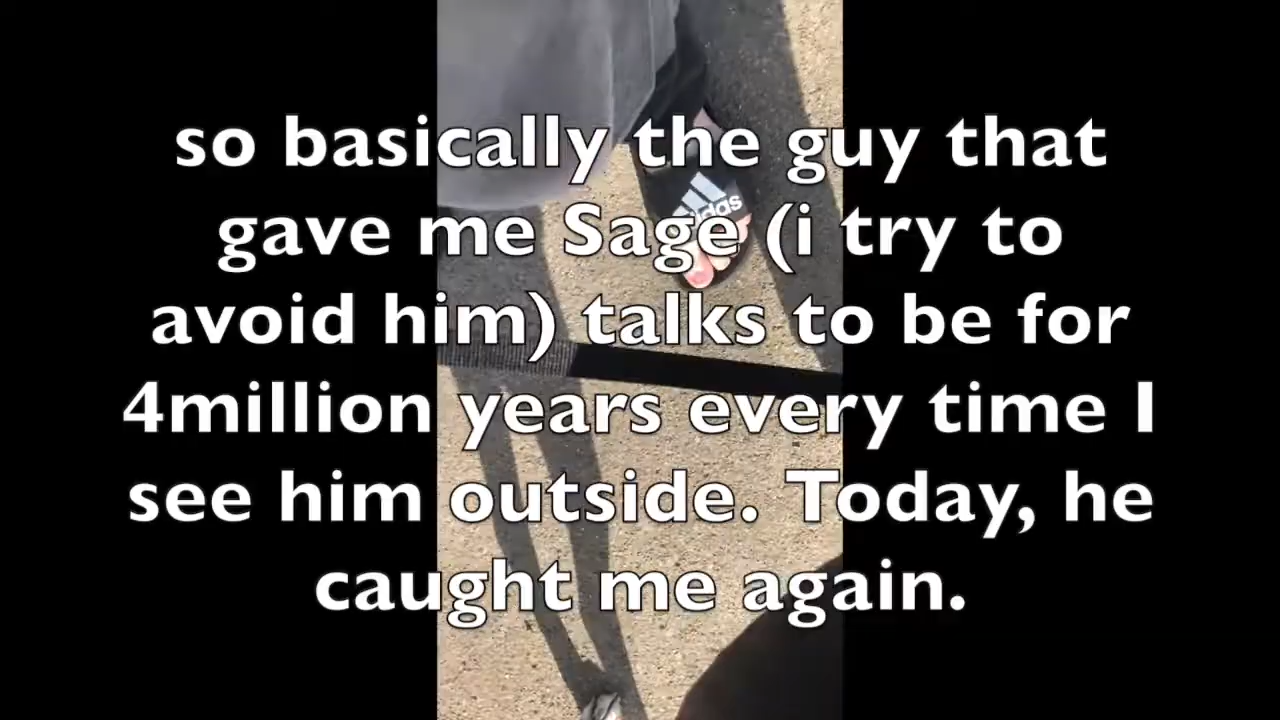 so basically the guy that
gave me Sage (i try to
avoid him) talks to be for
4million years every time I
see him outside. Today, he
caught me again.
adidas